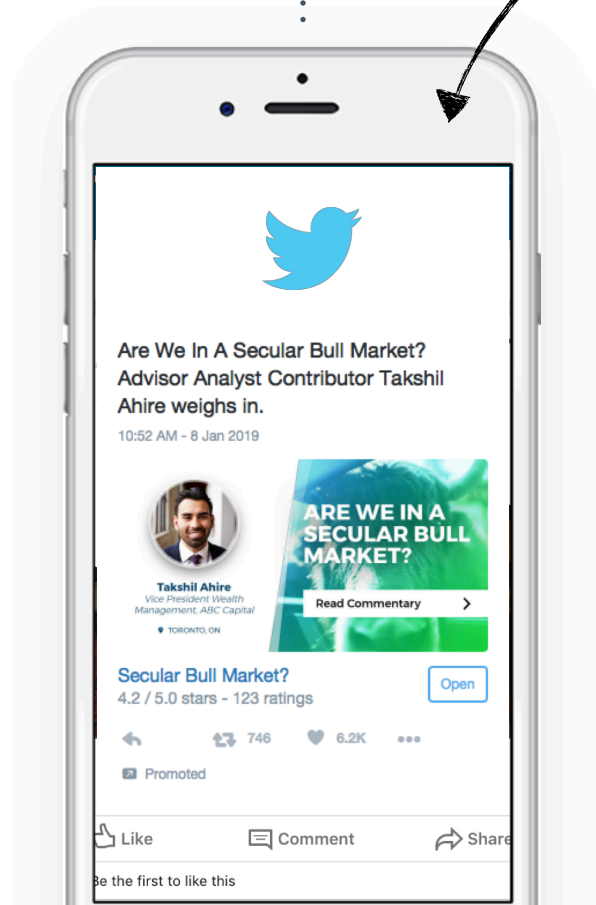 Are We In A Secular Bull Market?
Advisor Analyst Contributor Takshil
Ahire weighs in.
10:52 AM - 8 Jan 2019
ARE WE IN A
SECULAR BULL
MARKET?
Read Commentary
Takshil Ahire
Vice President Wealth
Management, ABC Capital
TORONTO, ON
Secular Bull Market?
4.2 / 5.0 stars - 123 ratings
Open
746 6.2K
Promoted
Like Comment Share
Be the first to like this